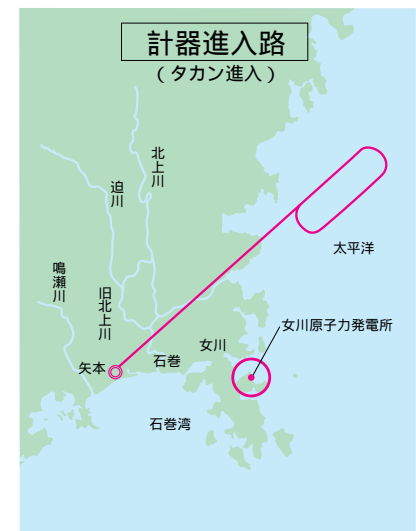 計器進入路
(タカン進入)
北上川
迫川
太平洋
鳴瀬川
旧北上川
女川原子力発電所
女川
石巻
矢本
石巻湾